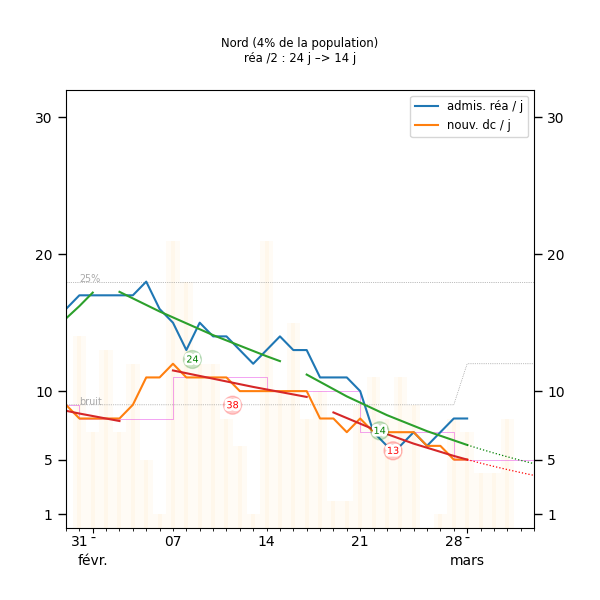 Nord (4% de la population)
réa /2 : 24 j –> 14 j
admis. réa / j
nouv. dc / j
30
30
20
20
25%
24
10
10
bruit
38
14
13
5
5
1
1
31 07 14 21 28
févr. mars